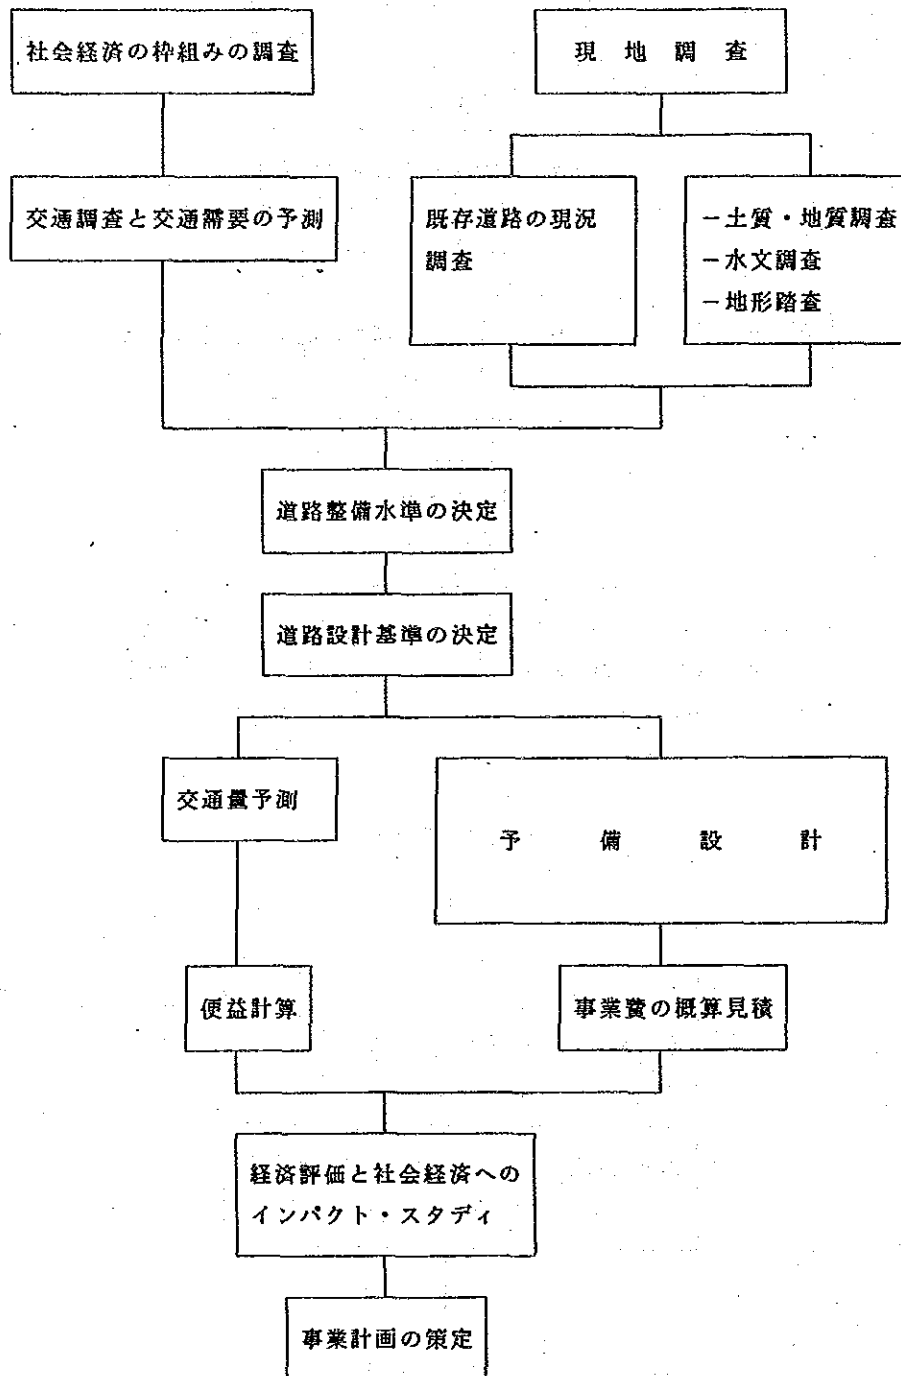 社会経済の枠組みの調査
現地調査
交通調査と交通需要の予測
既存道路の現況
調査
－土質・地質調査
－水文調査
－地形踏査
道路整備水準の決定
道路設計基準の決定
交通量予測
予備設計
便益計算
事業費の概算見積
経済評価と社会経済への
インパクト・スタディ
事業計画の策定